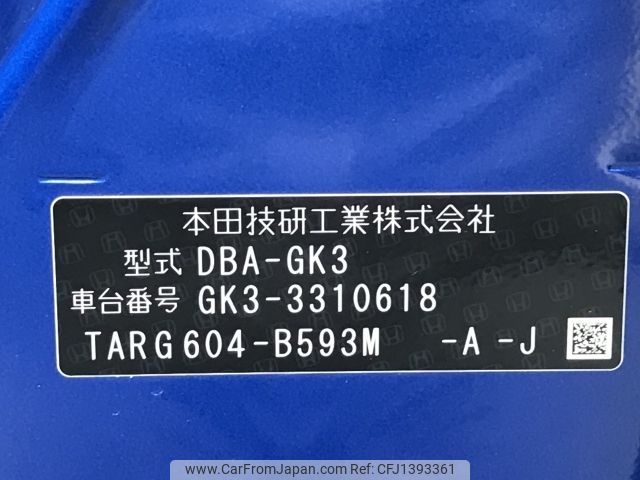 本田技研工業株式会社
型式 DBA-GK3
車台番号 GK3-3310618
TARG604-B593M -A -J
www.CarFromJapan.com CFJ1393361